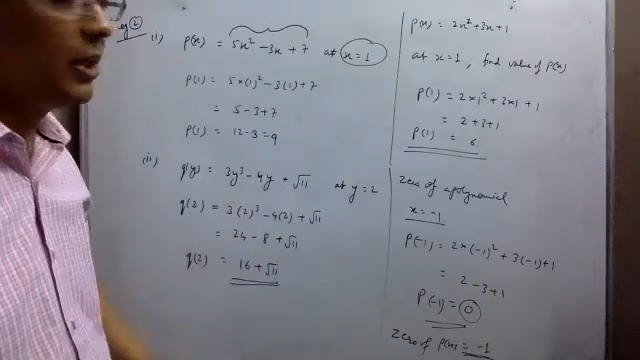 eg ②
(i) p(x) = 5x² - 3x + 7 at x = 1
p(1) = 5×(1)² - 3(1) + 7
= 5 - 3 + 7
p(1) = 12 - 3 = 9
(ii) q(y) = 3y³ - 4y + √11 at y = 2
q(2) = 3(2)³ - 4(2) + √11
= 24 - 8 + √11
q(2) = 16 + √11
p(x) = 2x² + 3x + 1
at x = 1, find value of p(x)
p(1) = 2×1² + 3×1 + 1
= 2 + 3 + 1
p(1) = 6
Zero of a polynomial
x = -1
p(-1) = 2×(-1)² + 3(-1) + 1
= 2 - 3 + 1
p(-1) = 0
Zero of p(x) = -1